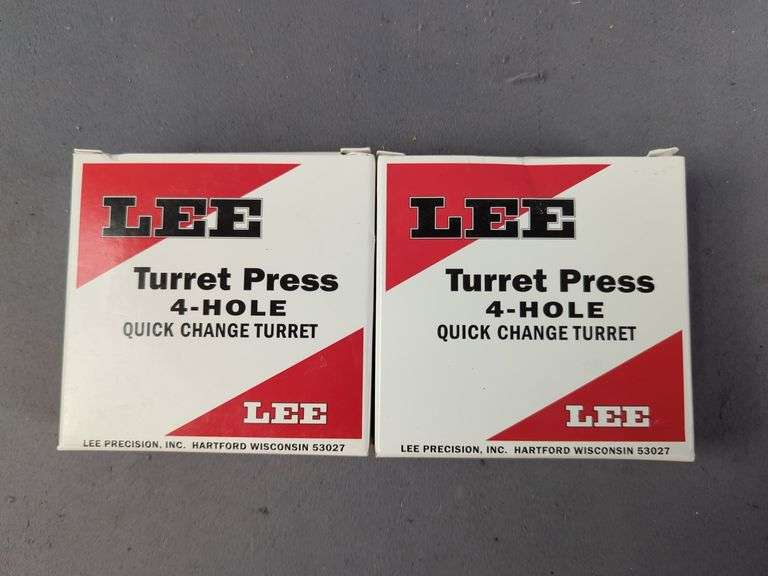 LEE
Turret Press
4-HOLE
QUICK CHANGE TURRET
LEE
LEE PRECISION, INC. HARTFORD WISCONSIN 53027
LEE
Turret Press
4-HOLE
QUICK CHANGE TURRET
LEE
LEE PRECISION, INC. HARTFORD WISCONSIN 53027